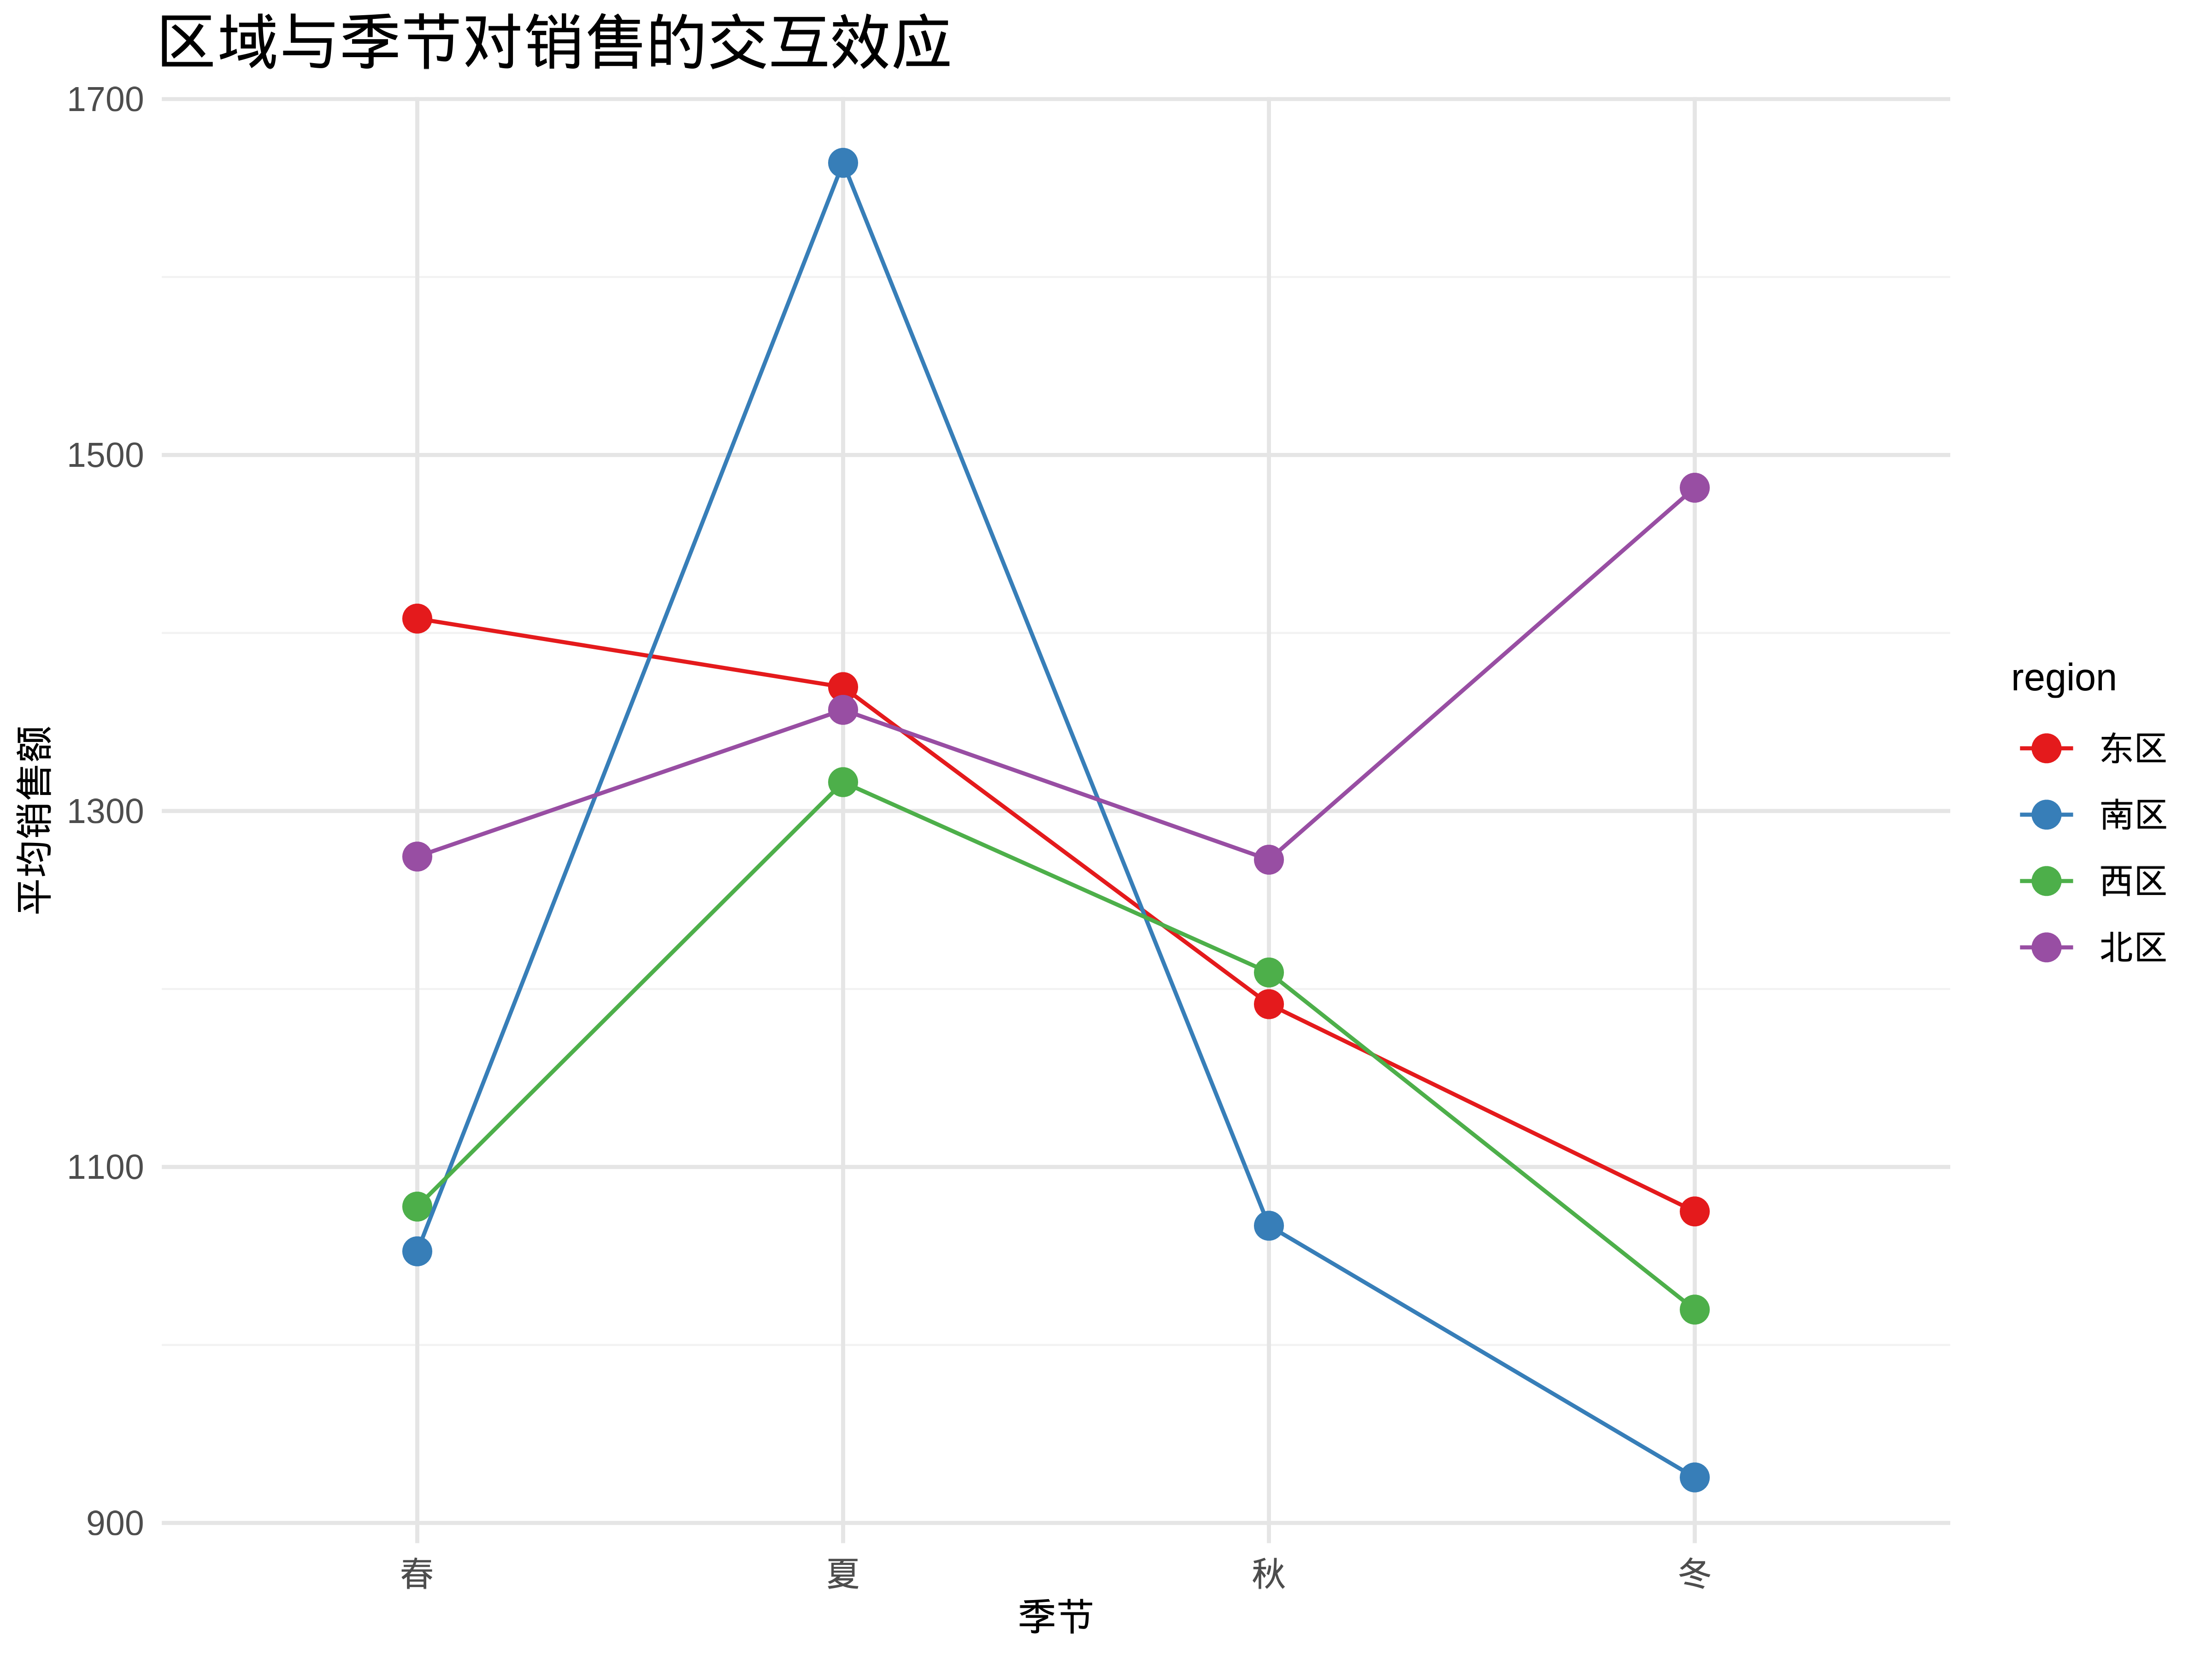 区域与季节对销售的交互效应
平均销售额
1700
1500
1300
1100
900
春
夏
秋
冬
季节
region
东区
南区
西区
北区